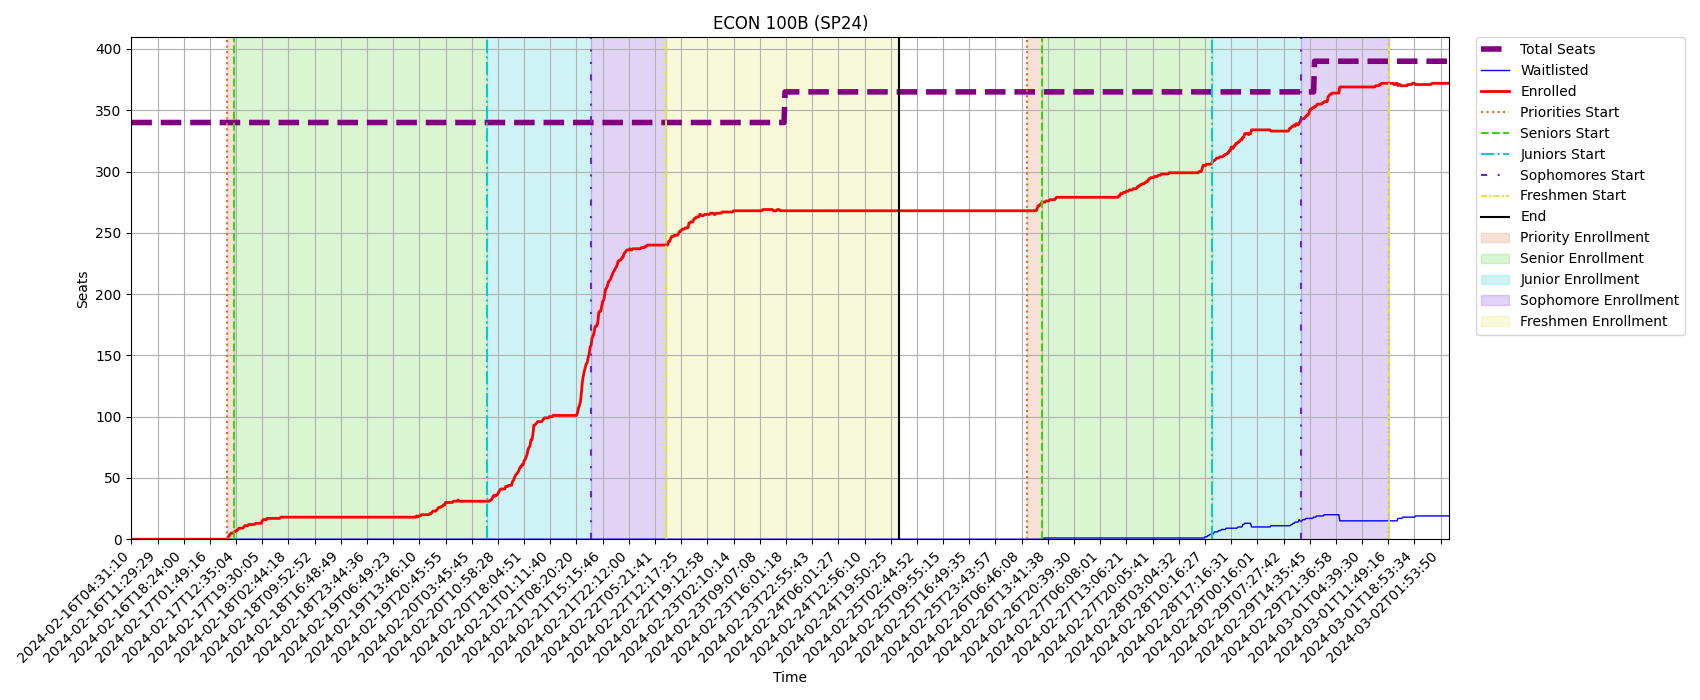 ECON 100B (SP24)
400
350
300
250
200
150
100
50
0
Seats
2024-02-16T04:31:10
2024-02-16T11:29:29
2024-02-16T18:24:00
2024-02-17T01:49:16
2024-02-17T12:35:04
2024-02-17T19:30:05
2024-02-18T02:44:18
2024-02-18T09:52:52
2024-02-18T16:48:49
2024-02-18T23:44:36
2024-02-19T06:49:23
2024-02-19T13:46:10
2024-02-19T20:45:55
2024-02-20T03:45:45
2024-02-20T10:58:28
2024-02-20T18:04:51
2024-02-21T01:11:40
2024-02-21T08:20:20
2024-02-21T15:15:46
2024-02-21T22:12:00
2024-02-22T05:21:41
2024-02-22T12:17:25
2024-02-22T19:12:58
2024-02-23T02:10:14
2024-02-23T09:07:08
2024-02-23T16:01:18
2024-02-23T22:55:43
2024-02-24T06:01:27
2024-02-24T12:56:10
2024-02-24T19:50:25
2024-02-25T02:44:52
2024-02-25T09:55:15
2024-02-25T16:49:35
2024-02-25T23:43:57
2024-02-26T06:46:08
2024-02-26T13:41:38
2024-02-26T20:39:30
2024-02-27T06:08:01
2024-02-27T13:06:21
2024-02-27T20:05:41
2024-02-28T03:04:32
2024-02-28T10:16:27
2024-02-28T17:16:31
2024-02-29T00:16:01
2024-02-29T07:27:42
2024-02-29T14:35:45
2024-02-29T21:36:58
2024-03-01T04:39:30
2024-03-01T11:49:16
2024-03-01T18:53:34
2024-03-02T01:53:50
Time
Total Seats
Waitlisted
Enrolled
Priorities Start
Seniors Start
Juniors Start
Sophomores Start
Freshmen Start
End
Priority Enrollment
Senior Enrollment
Junior Enrollment
Sophomore Enrollment
Freshmen Enrollment